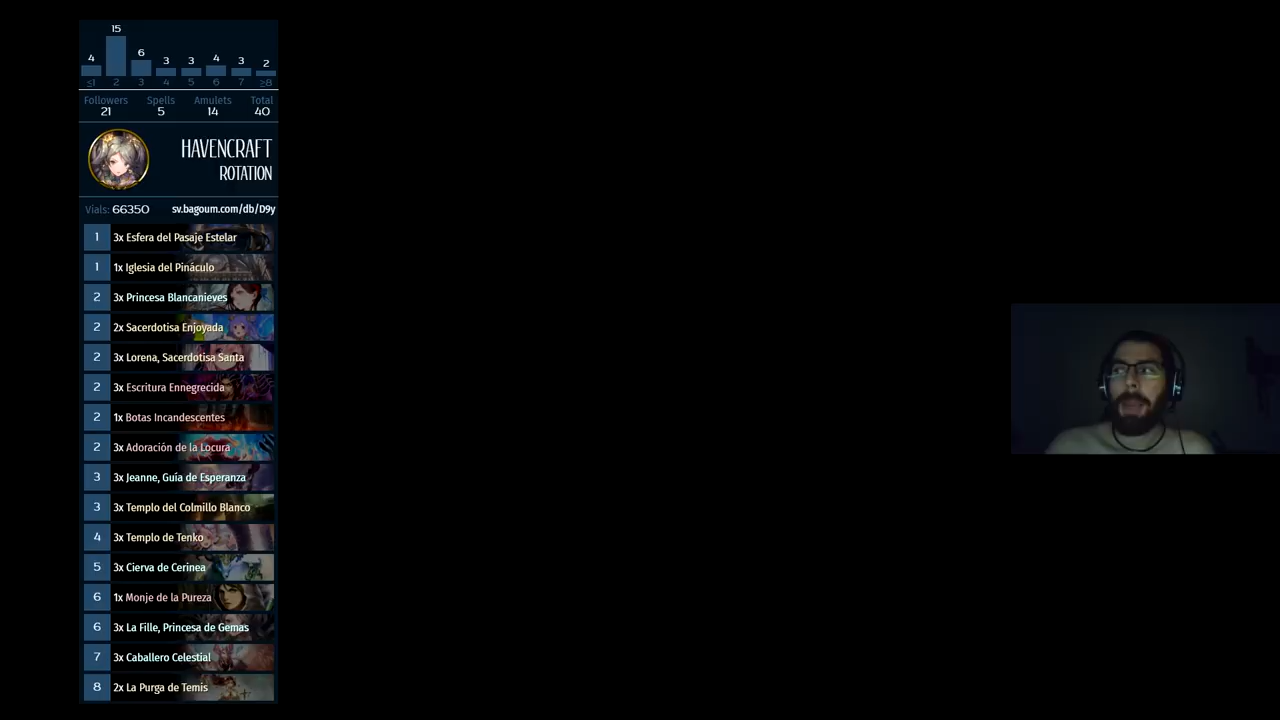 15
4 6 3 3 4 3 2
≤1 2 3 4 5 6 7 ≥8
Followers Spells Amulets Total
21 5 14 40
HAVENCRAFT
ROTATION
Vials: 66350 sv.bagoum.com/db/D9y
1 3x Esfera del Pasaje Estelar
1 1x Iglesia del Pináculo
2 3x Princesa Blancanieves
2 2x Sacerdotisa Enjoyada
2 3x Lorena, Sacerdotisa Santa
2 3x Escritura Ennegrecida
2 1x Botas Incandescentes
2 3x Adoración de la Locura
3 3x Jeanne, Guía de Esperanza
3 3x Templo del Colmillo Blanco
4 3x Templo de Tenko
5 3x Cierva de Cerinea
6 1x Monje de la Pureza
6 3x La Fille, Princesa de Gemas
7 3x Caballero Celestial
8 2x La Purga de Temis